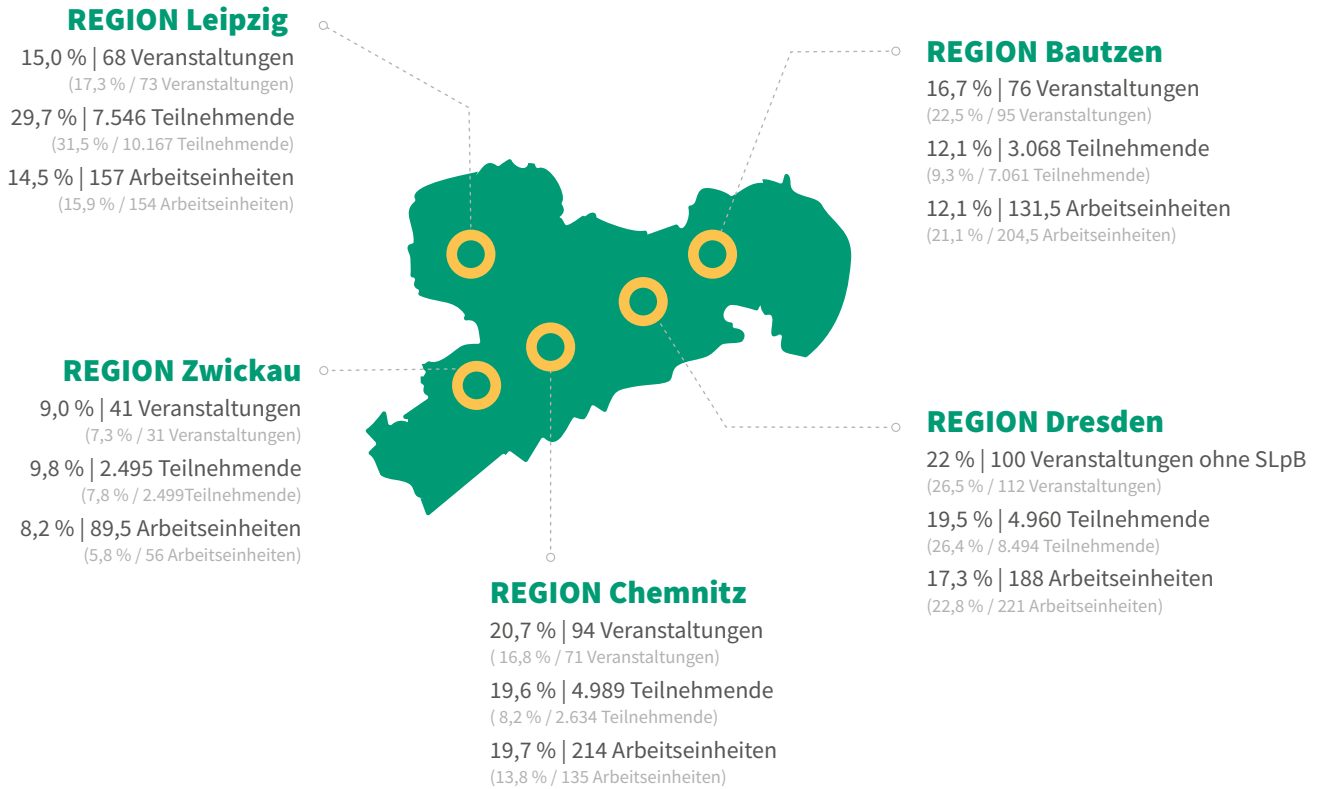 REGION Leipzig
15,0 % | 68 Veranstaltungen
(17,3 % / 73 Veranstaltungen)
29,7 % | 7.546 Teilnehmende
(31,5 % / 10.167 Teilnehmende)
14,5 % | 157 Arbeitseinheiten
(15,9 % / 154 Arbeitseinheiten)
REGION Bautzen
16,7 % | 76 Veranstaltungen
(22,5 % / 95 Veranstaltungen)
12,1 % | 3.068 Teilnehmende
(9,3 % / 7.061 Teilnehmende)
12,1 % | 131,5 Arbeitseinheiten
(21,1 % / 204,5 Arbeitseinheiten)
REGION Zwickau
9,0 % | 41 Veranstaltungen
(7,3 % / 31 Veranstaltungen)
9,8 % | 2.495 Teilnehmende
(7,8 % / 2.499Teilnehmende)
8,2 % | 89,5 Arbeitseinheiten
(5,8 % / 56 Arbeitseinheiten)
REGION Dresden
22 % | 100 Veranstaltungen ohne SLpB
(26,5 % / 112 Veranstaltungen)
19,5 % | 4.960 Teilnehmende
(26,4 % / 8.494 Teilnehmende)
17,3 % | 188 Arbeitseinheiten
(22,8 % / 221 Arbeitseinheiten)
REGION Chemnitz
20,7 % | 94 Veranstaltungen
( 16,8 % / 71 Veranstaltungen)
19,6 % | 4.989 Teilnehmende
( 8,2 % / 2.634 Teilnehmende)
19,7 % | 214 Arbeitseinheiten
(13,8 % / 135 Arbeitseinheiten)